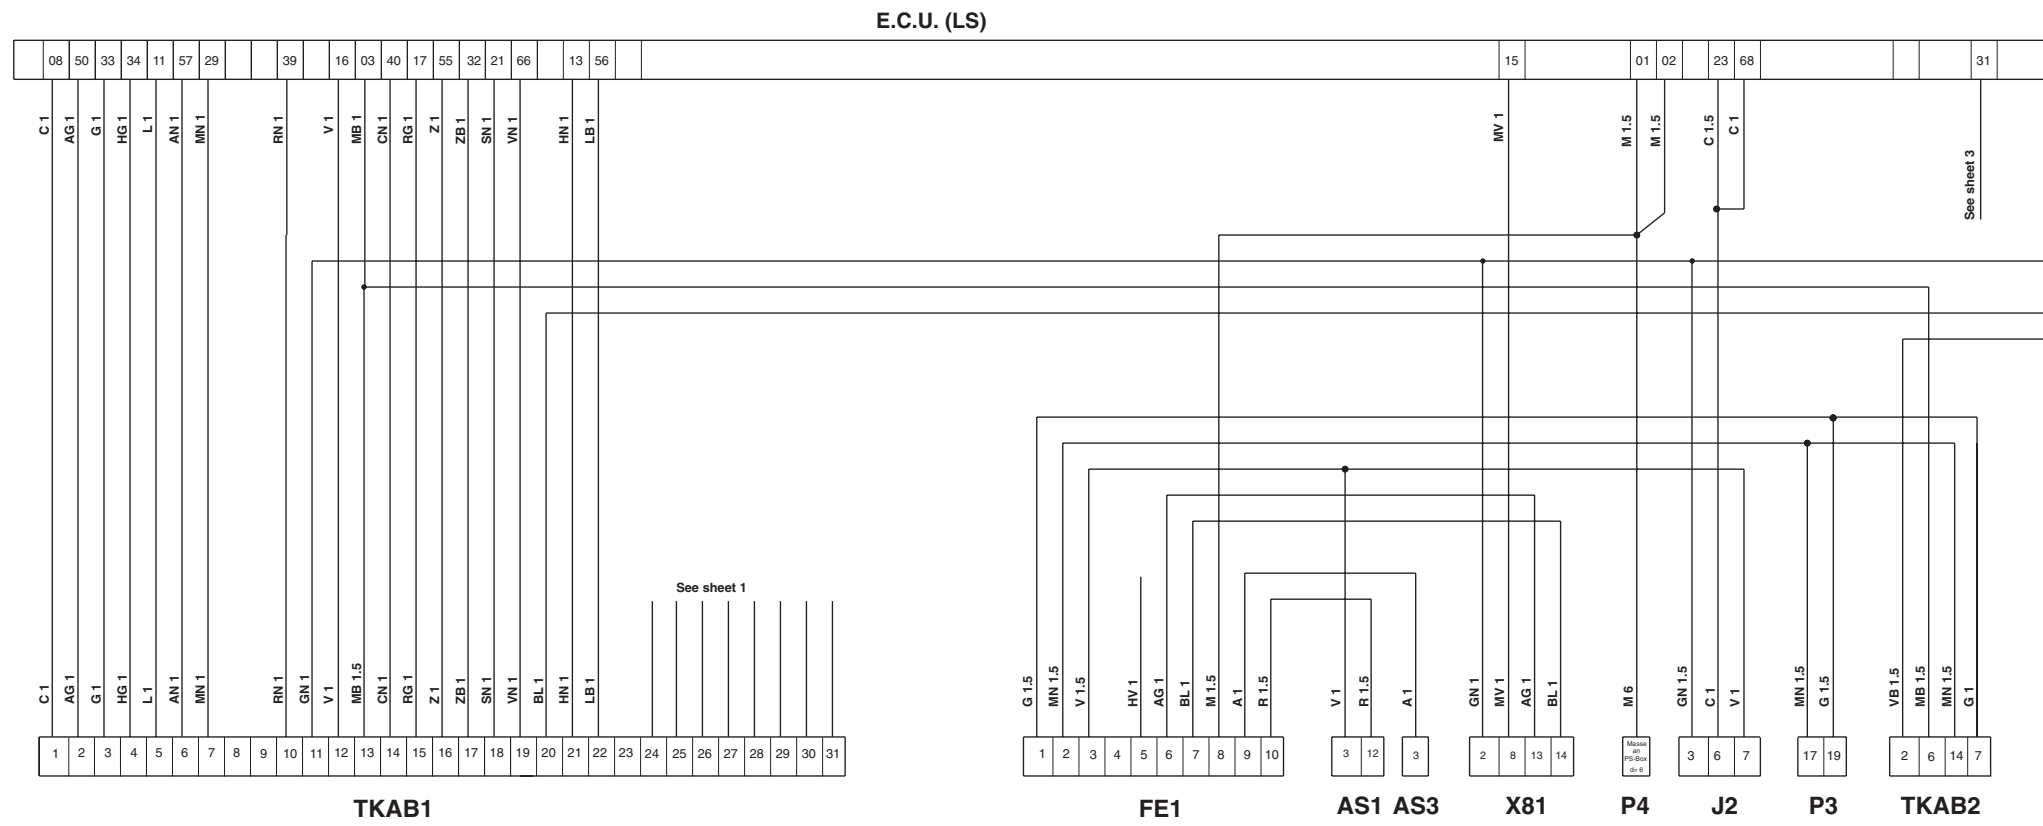 E.C.U. (LS)
08 50 33 34 11 57 29 39 16 03 40 17 55 32 21 66 13 56 15 01 02 23 68 31
C 1 AG 1 G 1 HG 1 L 1 AN 1 MN 1 RN 1 V 1 MB 1 CN 1 RG 1 Z 1 ZB 1 SN 1 VN 1 HN 1 LB 1 MV 1 M 1.5 M 1.5 C 1.5 C 1
See sheet 3
See sheet 1
C 1 AG 1 G 1 HG 1 L 1 AN 1 MN 1 RN 1 GN 1 V 1 MB 1.5 CN 1 RG 1 Z 1 ZB 1 SN 1 VN 1 BL 1 HN 1 LB 1 G 1.5 MN 1.5 V 1.5 HV 1 AG 1 BL 1 M 1.5 A 1 R 1.5 V 1 R 1.5 A 1 GN 1 MV 1 AG 1 BL 1 M 6 GN 1.5 C 1 V 1 MN 1.5 G 1.5 VB 1.5 MB 1.5 MN 1.5 G 1
1 2 3 4 5 6 7 8 9 10 11 12 13 14 15 16 17 18 19 20 21 22 23 24 25 26 27 28 29 30 31 1 2 3 4 5 6 7 8 9 10 3 12 3 2 8 13 14
Masse
an
PS-Box
d= 6
3 6 7 17 19 2 6 14 7
TKAB1 FE1 AS1 AS3 X81 P4 J2 P3 TKAB2